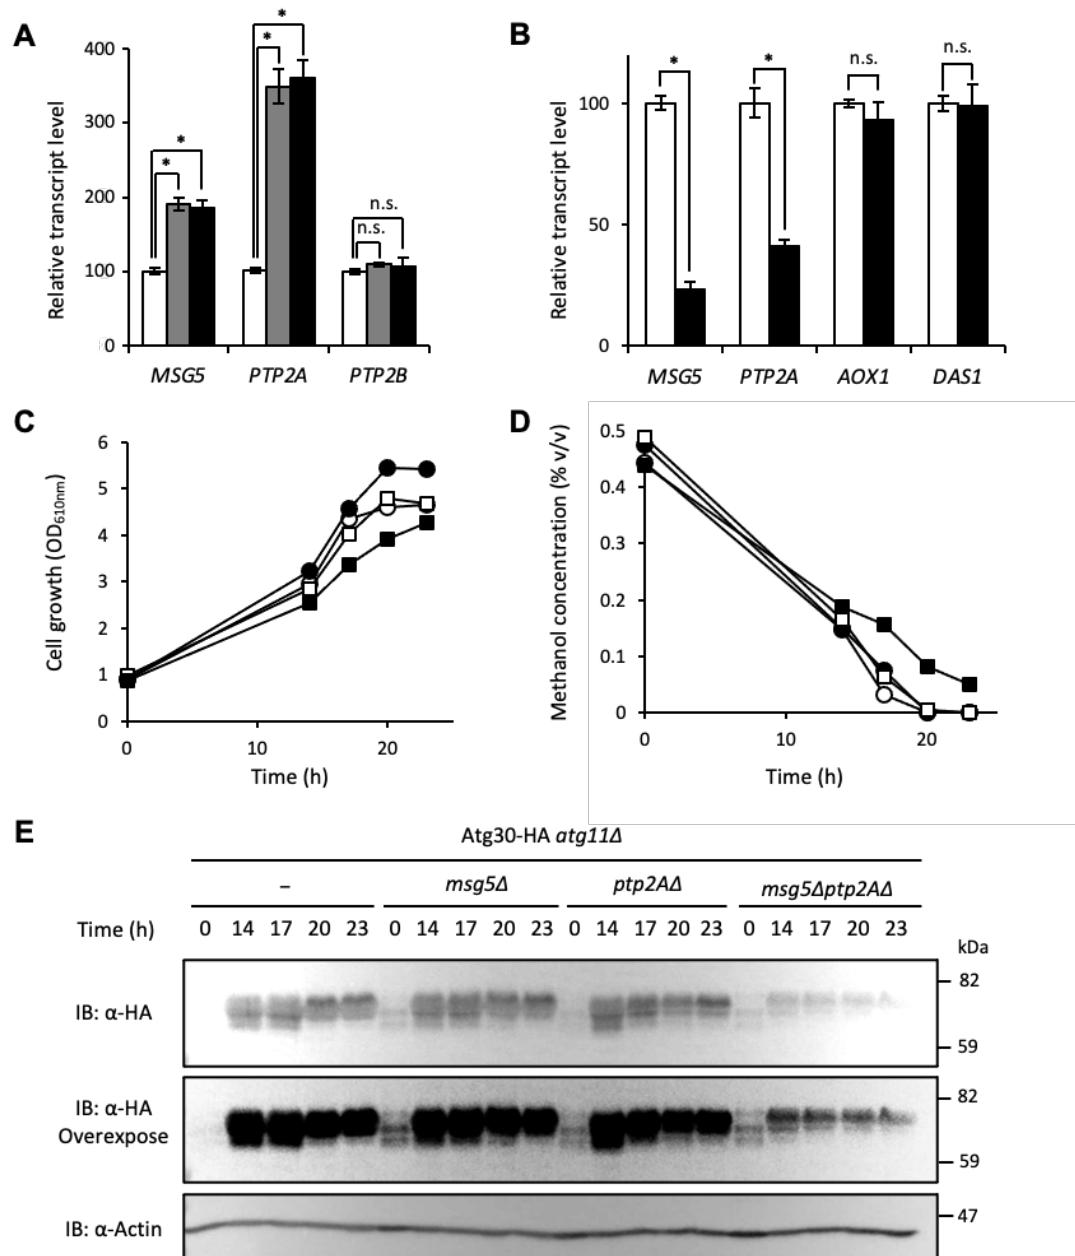 A
Relative transcript level
400
300
200
100
0
*
*
*
*
n.s.
n.s.
MSG5 PTP2A PTP2B
B
Relative transcript level
100
50
0
*
*
n.s.
n.s.
MSG5 PTP2A AOX1 DAS1
C
Cell growth (OD610nm)
6
5
4
3
2
1
0
0 10 20
Time (h)
D
Methanol concentration (% v/v)
0.5
0.4
0.3
0.2
0.1
0
0 10 20
Time (h)
E
Atg30-HA atg11Δ
– msg5Δ ptp2AΔ msg5Δptp2AΔ
Time (h) 0 14 17 20 23 0 14 17 20 23 0 14 17 20 23 0 14 17 20 23
kDa
IB: α-HA
82
59
IB: α-HA
Overexpose
82
59
IB: α-Actin
47